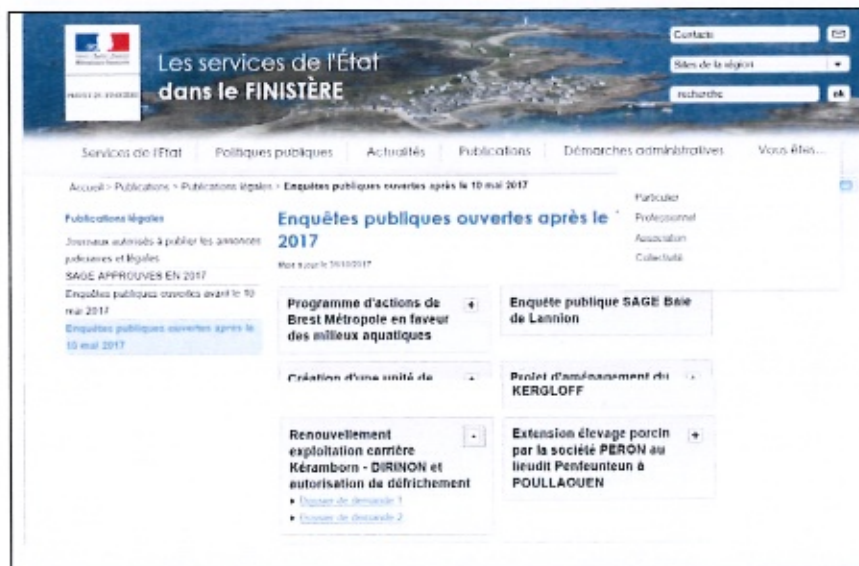 Les services de l'État
dans le FINISTÈRE
Contacts
Sites de la région
recherche
ok
Services de l'État
Politiques publiques
Actualités
Publications
Démarches administratives
Vous êtes...
Accueil > Publications > Publications légales > Enquêtes publiques ouvertes après le 10 mai 2017
Particulier
Professionnel
Association
Collectivité
Publications légales
Journaux autorisés à publier les annonces
judiciaires et légales
SAGE APPROUVES EN 2017
Enquêtes publiques ouvertes avant le 10
mai 2017
Enquêtes publiques ouvertes après le
10 mai 2017
Enquêtes publiques ouvertes après le
2017
Programme d'actions de
Brest Métropole en faveur
des milieux aquatiques
Enquête publique SAGE Baie
de Lannion
Création d'une unité de
Projet d'aménagement du
KERGLOFF
Renouvellement
exploitation carrière
Kéramborn - DIRINON et
autorisation de défrichement
Dossier de demande 1
Dossier de demande 2
Extension élevage porcin
par la société PERON au
lieudit Penfeunteun à
POULLAOUEN